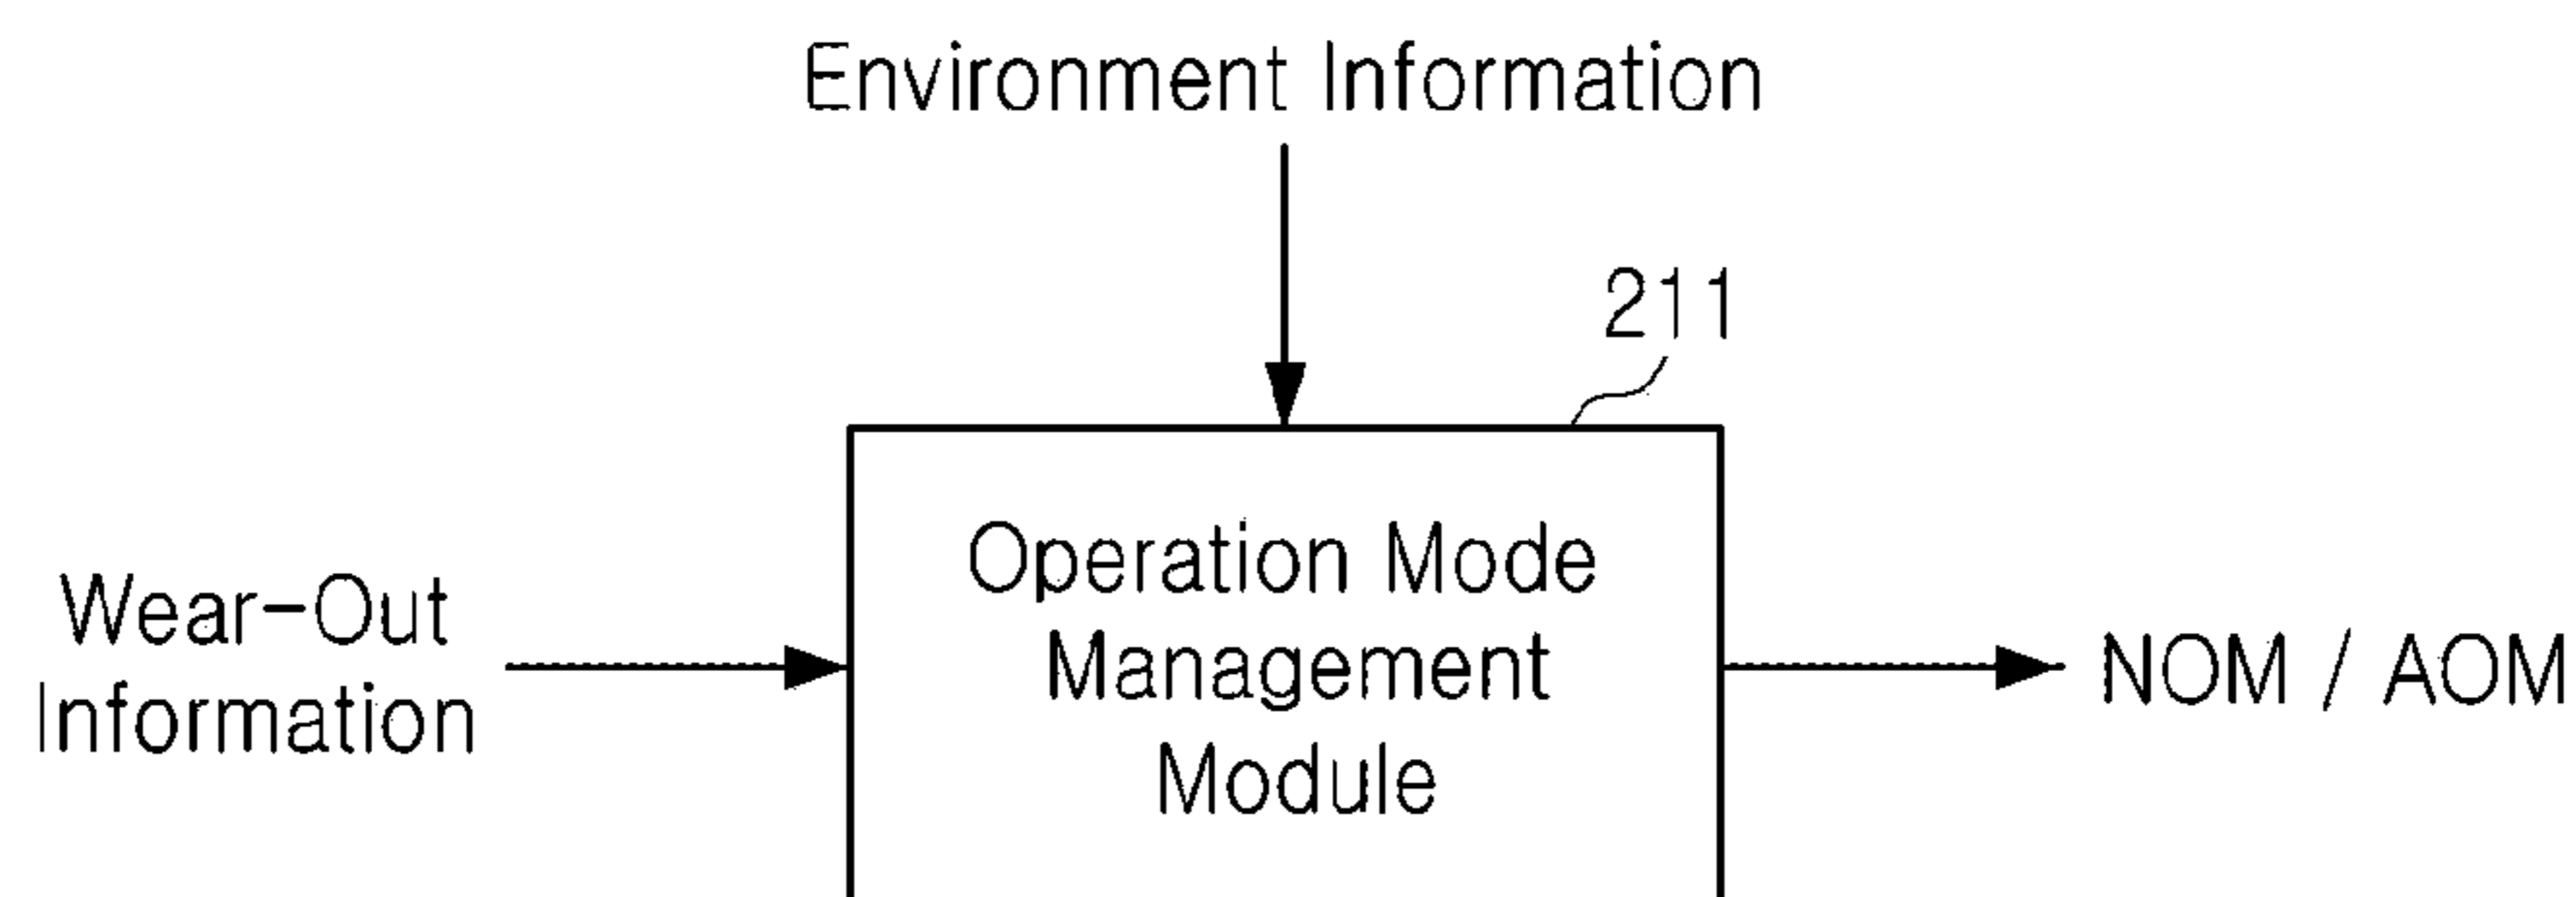 Environment Information
211
Operation Mode
Management
Module
Wear-Out
Information
NOM / AOM